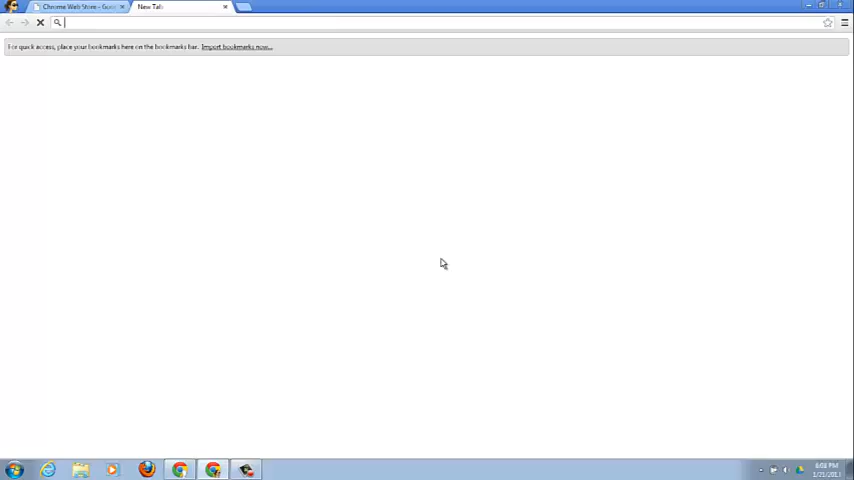 Chrome Web Store - Goo
New Tab
For quick access, place your bookmarks here on the bookmarks bar. Import bookmarks now...
6:08 PM